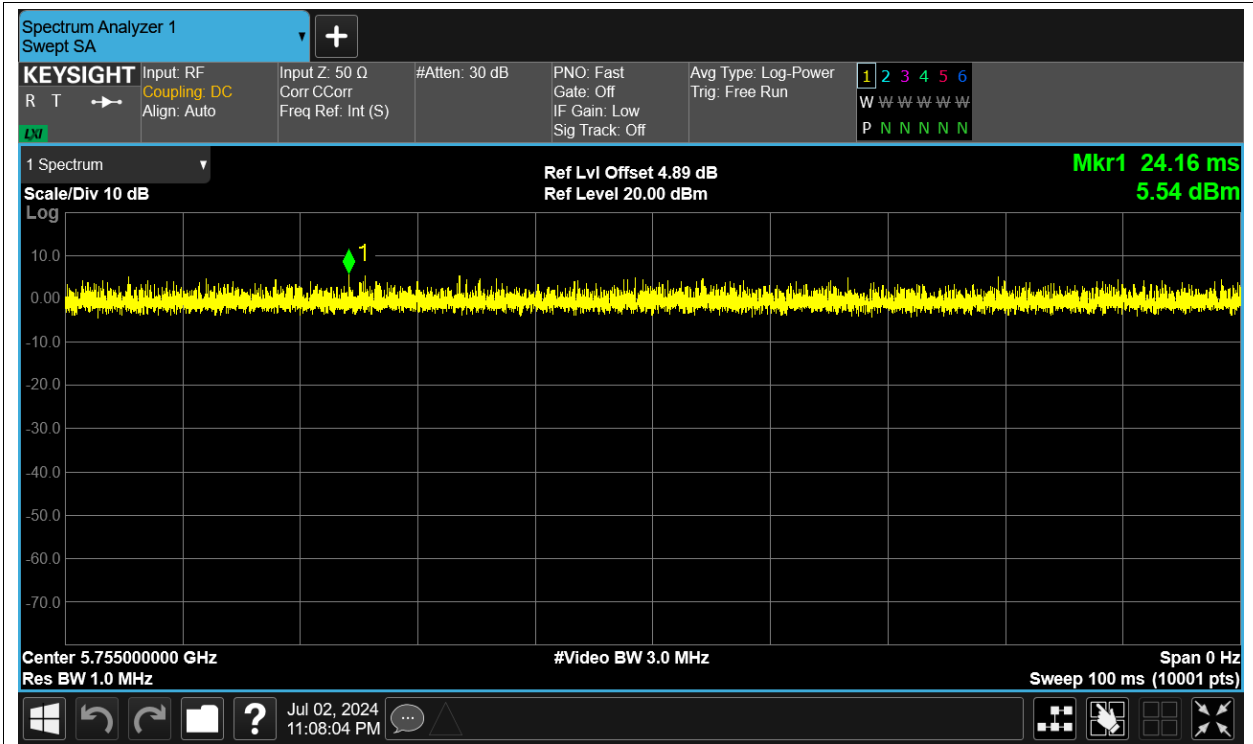 Spectrum Analyzer 1
Swept SA
KEYSIGHT
R T
LXI
Input: RF
Coupling: DC
Align: Auto
Input Z: 50 Ω
Corr CCorr
Freq Ref: Int (S)
#Atten: 30 dB
PNO: Fast
Gate: Off
IF Gain: Low
Sig Track: Off
Avg Type: Log-Power
Trig: Free Run
1 2 3 4 5 6
W W W W W W
P N N N N N
1 Spectrum
Scale/Div 10 dB
Log
Ref Lvl Offset 4.89 dB
Ref Level 20.00 dBm
Mkr1 24.16 ms
5.54 dBm
1
10.0
0.00
-10.0
-20.0
-30.0
-40.0
-50.0
-60.0
-70.0
Center 5.755000000 GHz
Res BW 1.0 MHz
#Video BW 3.0 MHz
Span 0 Hz
Sweep 100 ms (10001 pts)
?
Jul 02, 2024
11:08:04 PM